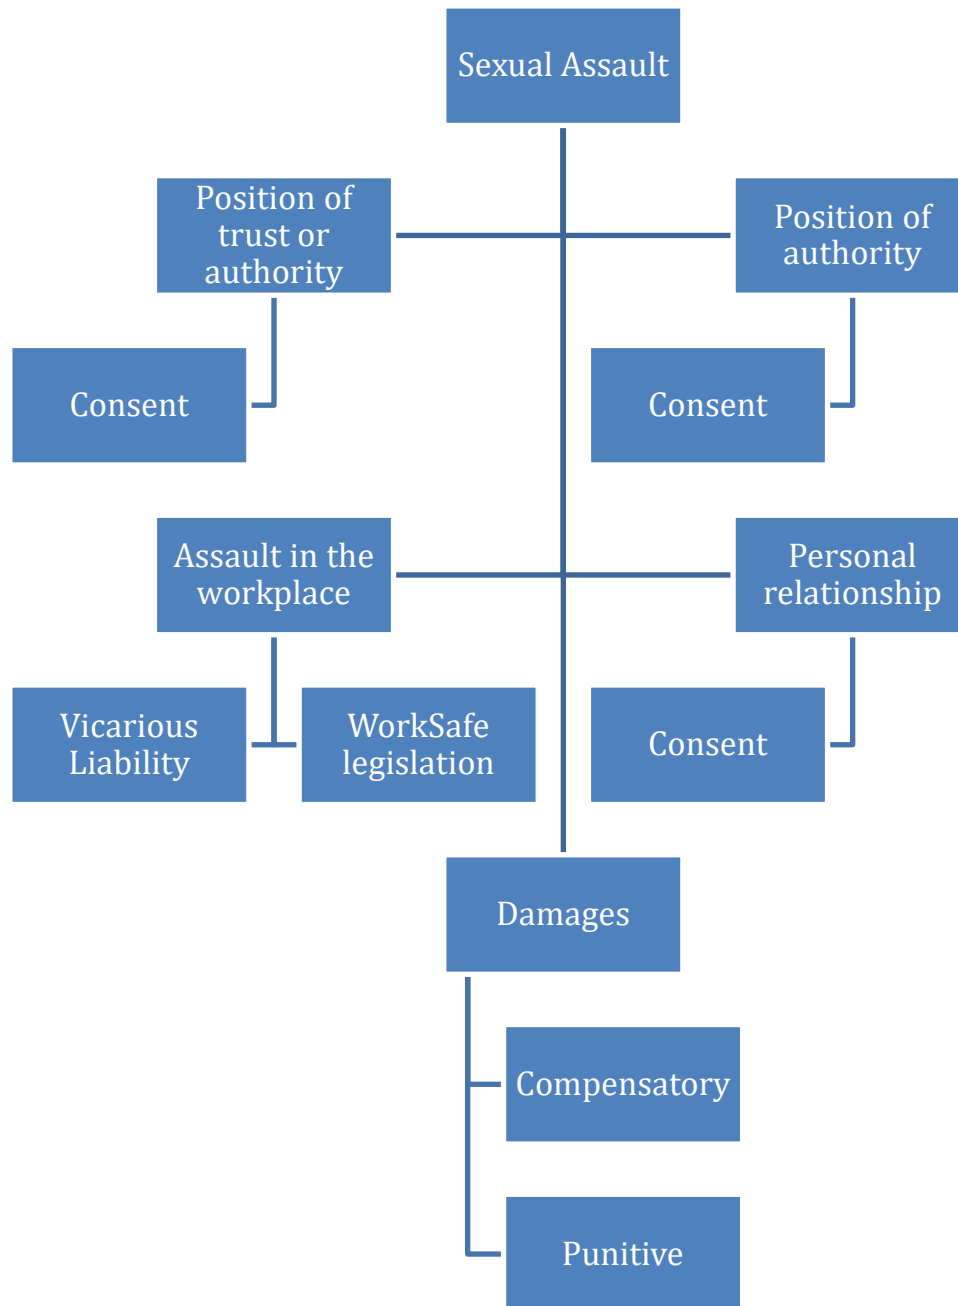 Sexual Assault
Position of
trust or
authority
Position of
authority
Consent
Consent
Assault in the
workplace
Personal
relationship
Vicarious
Liability
WorkSafe
legislation
Consent
Damages
Compensatory
Punitive